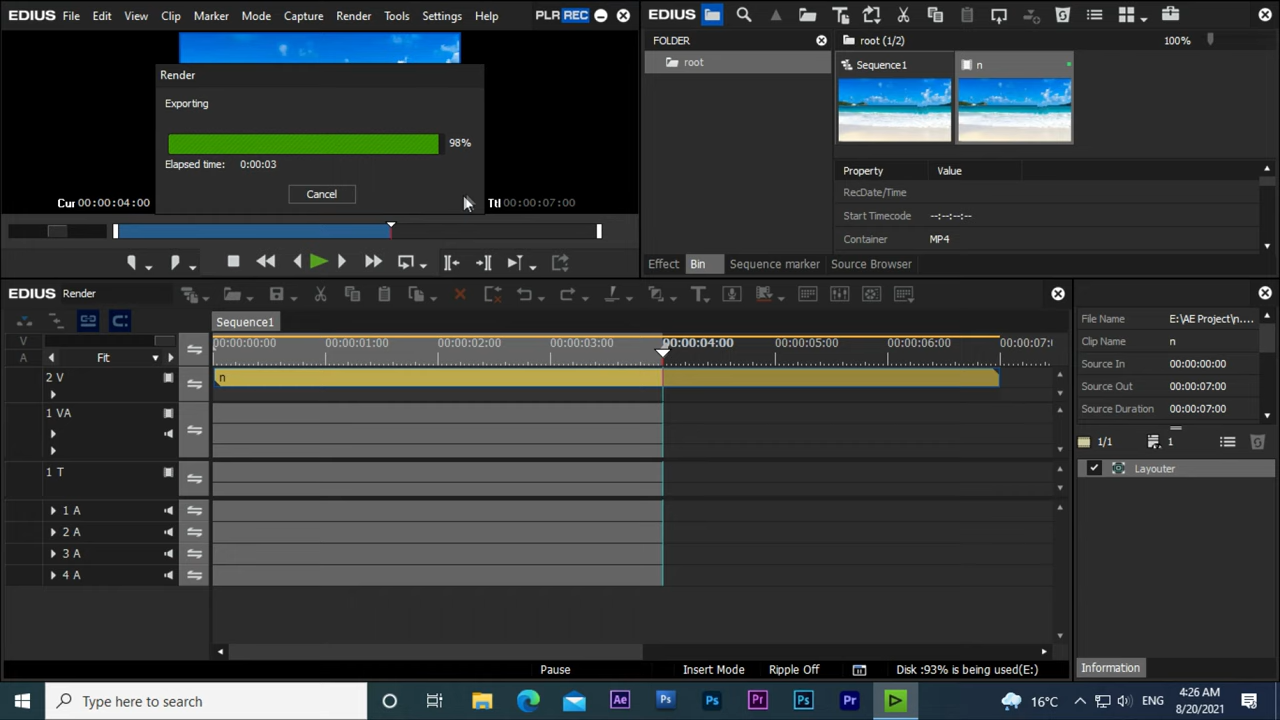 File Edit View Clip Marker Mode Capture Render Tools Settings Help PLR REC
Render
Exporting
98%
Elapsed time: 0:00:03
Cancel
Cur 00:00:04:00 Ttl 00:00:07:00
EDIUS
FOLDER
root
root (1/2) 100%
Sequence1 n
Property Value
RecDate/Time
Start Timecode --:--:--:--
Container MP4
Effect Bin Sequence marker Source Browser
EDIUS Render
Sequence1
V
A Fit
00:00:00:00 00:00:01:00 00:00:02:00 00:00:03:00 00:00:04:00 00:00:05:00 00:00:06:00 00:00:07:(
2 V n
1 VA
1 T
1 A
2 A
3 A
4 A
File Name E:\AE Project\n....
Clip Name n
Source In 00:00:00:00
Source Out 00:00:07:00
Source Duration 00:00:07:00
1/1 1
Layouter
Information
Pause Insert Mode Ripple Off Disk :93% is being used(E:)
Type here to search Ae Ps Ps Pr Ps Pr 16°C ENG 4:26 AM
8/20/2021